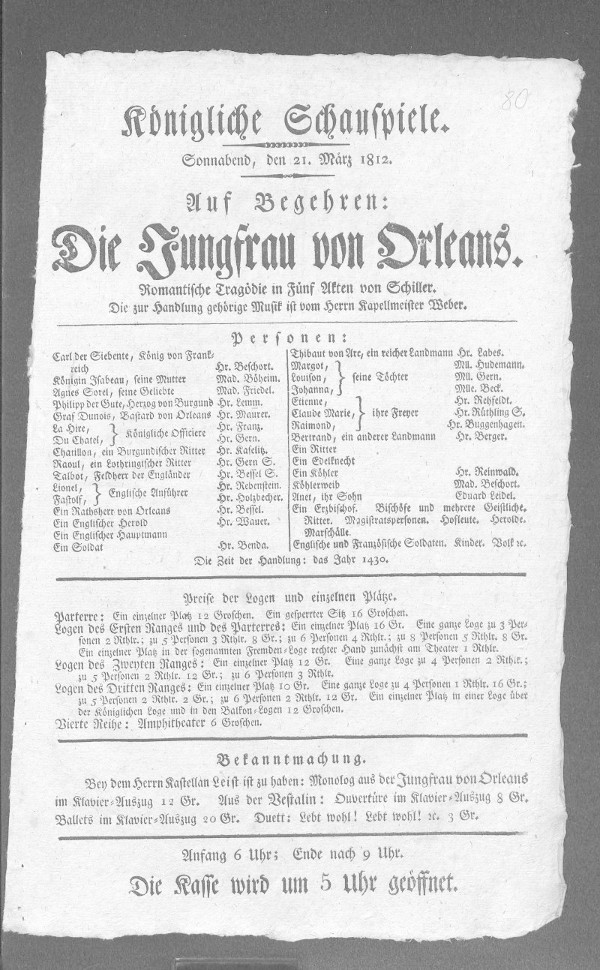 80
Königliche Schauspiele.
Sonnabend, den 21. März 1812.
Auf Begehren:
Die Jungfrau von Orleans.
Romantische Tragödie in Fünf Akten von Schiller.
Die zur Handlung gehörige Musik ist vom Herrn Kapellmeister Weber.
Personen:
Carl der Siebente, König von Frank-
reich Hr. Beschort.
Königin Isabeau, seine Mutter Mad. Böheim.
Agnes Sorel, seine Geliebte Mad. Friedel.
Philipp der Gute, Herzog von Burgund Hr. Lemm.
Graf Dunois, Bastard von Orleans Hr. Maurer.
La Hire, Hr. Franz.
Königliche Officiere
Du Chatel, Hr. Gern.
Chatillon, ein Burgundischer Ritter Hr. Kaselitz.
Raoul, ein Lothringischer Ritter Hr. Gern S.
Talbot, Feldherr der Engländer Hr. Bessel S.
Lionel, Hr. Rebenstein.
Englische Anführer
Fastolf, Hr. Holzbecher.
Ein Rathsherr von Orleans Hr. Bessel.
Ein Englischer Herold Hr. Wauer.
Ein Englischer Hauptmann
Ein Soldat Hr. Benda.
Thibaut von Arc, ein reicher Landmann Hr. Labes.
Margot, Mll. Hudemann.
Louison, seine Töchter Mll. Gern.
Johanna, Mlle. Beck.
Etienne, Hr. Rehfeldt.
Claude Marie, ihre Freyer Hr. Rüthling S.
Raimond, Hr. Buggenhagen.
Bertrand, ein anderer Landmann Hr. Berger.
Ein Ritter
Ein Edelknecht
Ein Köhler Hr. Reinwald.
Köhlerweib Mad. Beschort.
Anet, ihr Sohn Eduard Leidel.
Ein Erzbischof. Bischöfe und mehrere Geistliche.
Ritter. Magistratspersonen. Hofleute. Herolde.
Marschälle.
Englische und Französische Soldaten. Kinder. Volk ꝛc.
Die Zeit der Handlung: das Jahr 1430.
Preise der Logen und einzelnen Plätze.
Parterre: Ein einzelner Platz 12 Groschen. Ein gesperrter Sitz 16 Groschen.
Logen des Ersten Ranges und des Parterres: Ein einzelner Platz 16 Gr. Eine ganze Loge zu 3 Per-
sonen 2 Rthlr.; zu 5 Personen 3 Rthlr. 8 Gr.; zu 6 Personen 4 Rthlr.; zu 8 Personen 5 Rthlr. 8 Gr.
Ein einzelner Platz in der sogenannten Fremden-Loge rechter Hand zunächst am Theater 1 Rthlr.
Logen des Zweyten Ranges: Ein einzelner Platz 12 Gr. Eine ganze Loge zu 4 Personen 2 Rthlr.;
zu 5 Personen 2 Rthlr. 12 Gr.; zu 6 Personen 3 Rthlr.
Logen des Dritten Ranges: Ein einzelner Platz 10 Gr. Eine ganze Loge zu 4 Personen 1 Rthlr. 16 Gr.;
zu 5 Personen 2 Rthlr. 2 Gr.; zu 6 Personen 2 Rthlr. 12 Gr. Ein einzelner Platz in einer Loge über
der Königlichen Loge und in den Balkon-Logen 12 Groschen.
Vierte Reihe: Amphitheater 6 Groschen.
Bekanntmachung.
Bey dem Herrn Kastellan Leist ist zu haben: Monolog aus der Jungfrau von Orleans
im Klavier-Auszug 12 Gr. Aus der Vestalin: Ouvertüre im Klavier-Auszug 8 Gr.
Ballets im Klavier-Auszug 20 Gr. Duett: Lebt wohl! Lebt wohl! ꝛc. 3 Gr.
Anfang 6 Uhr; Ende nach 9 Uhr.
Die Kasse wird um 5 Uhr geöffnet.